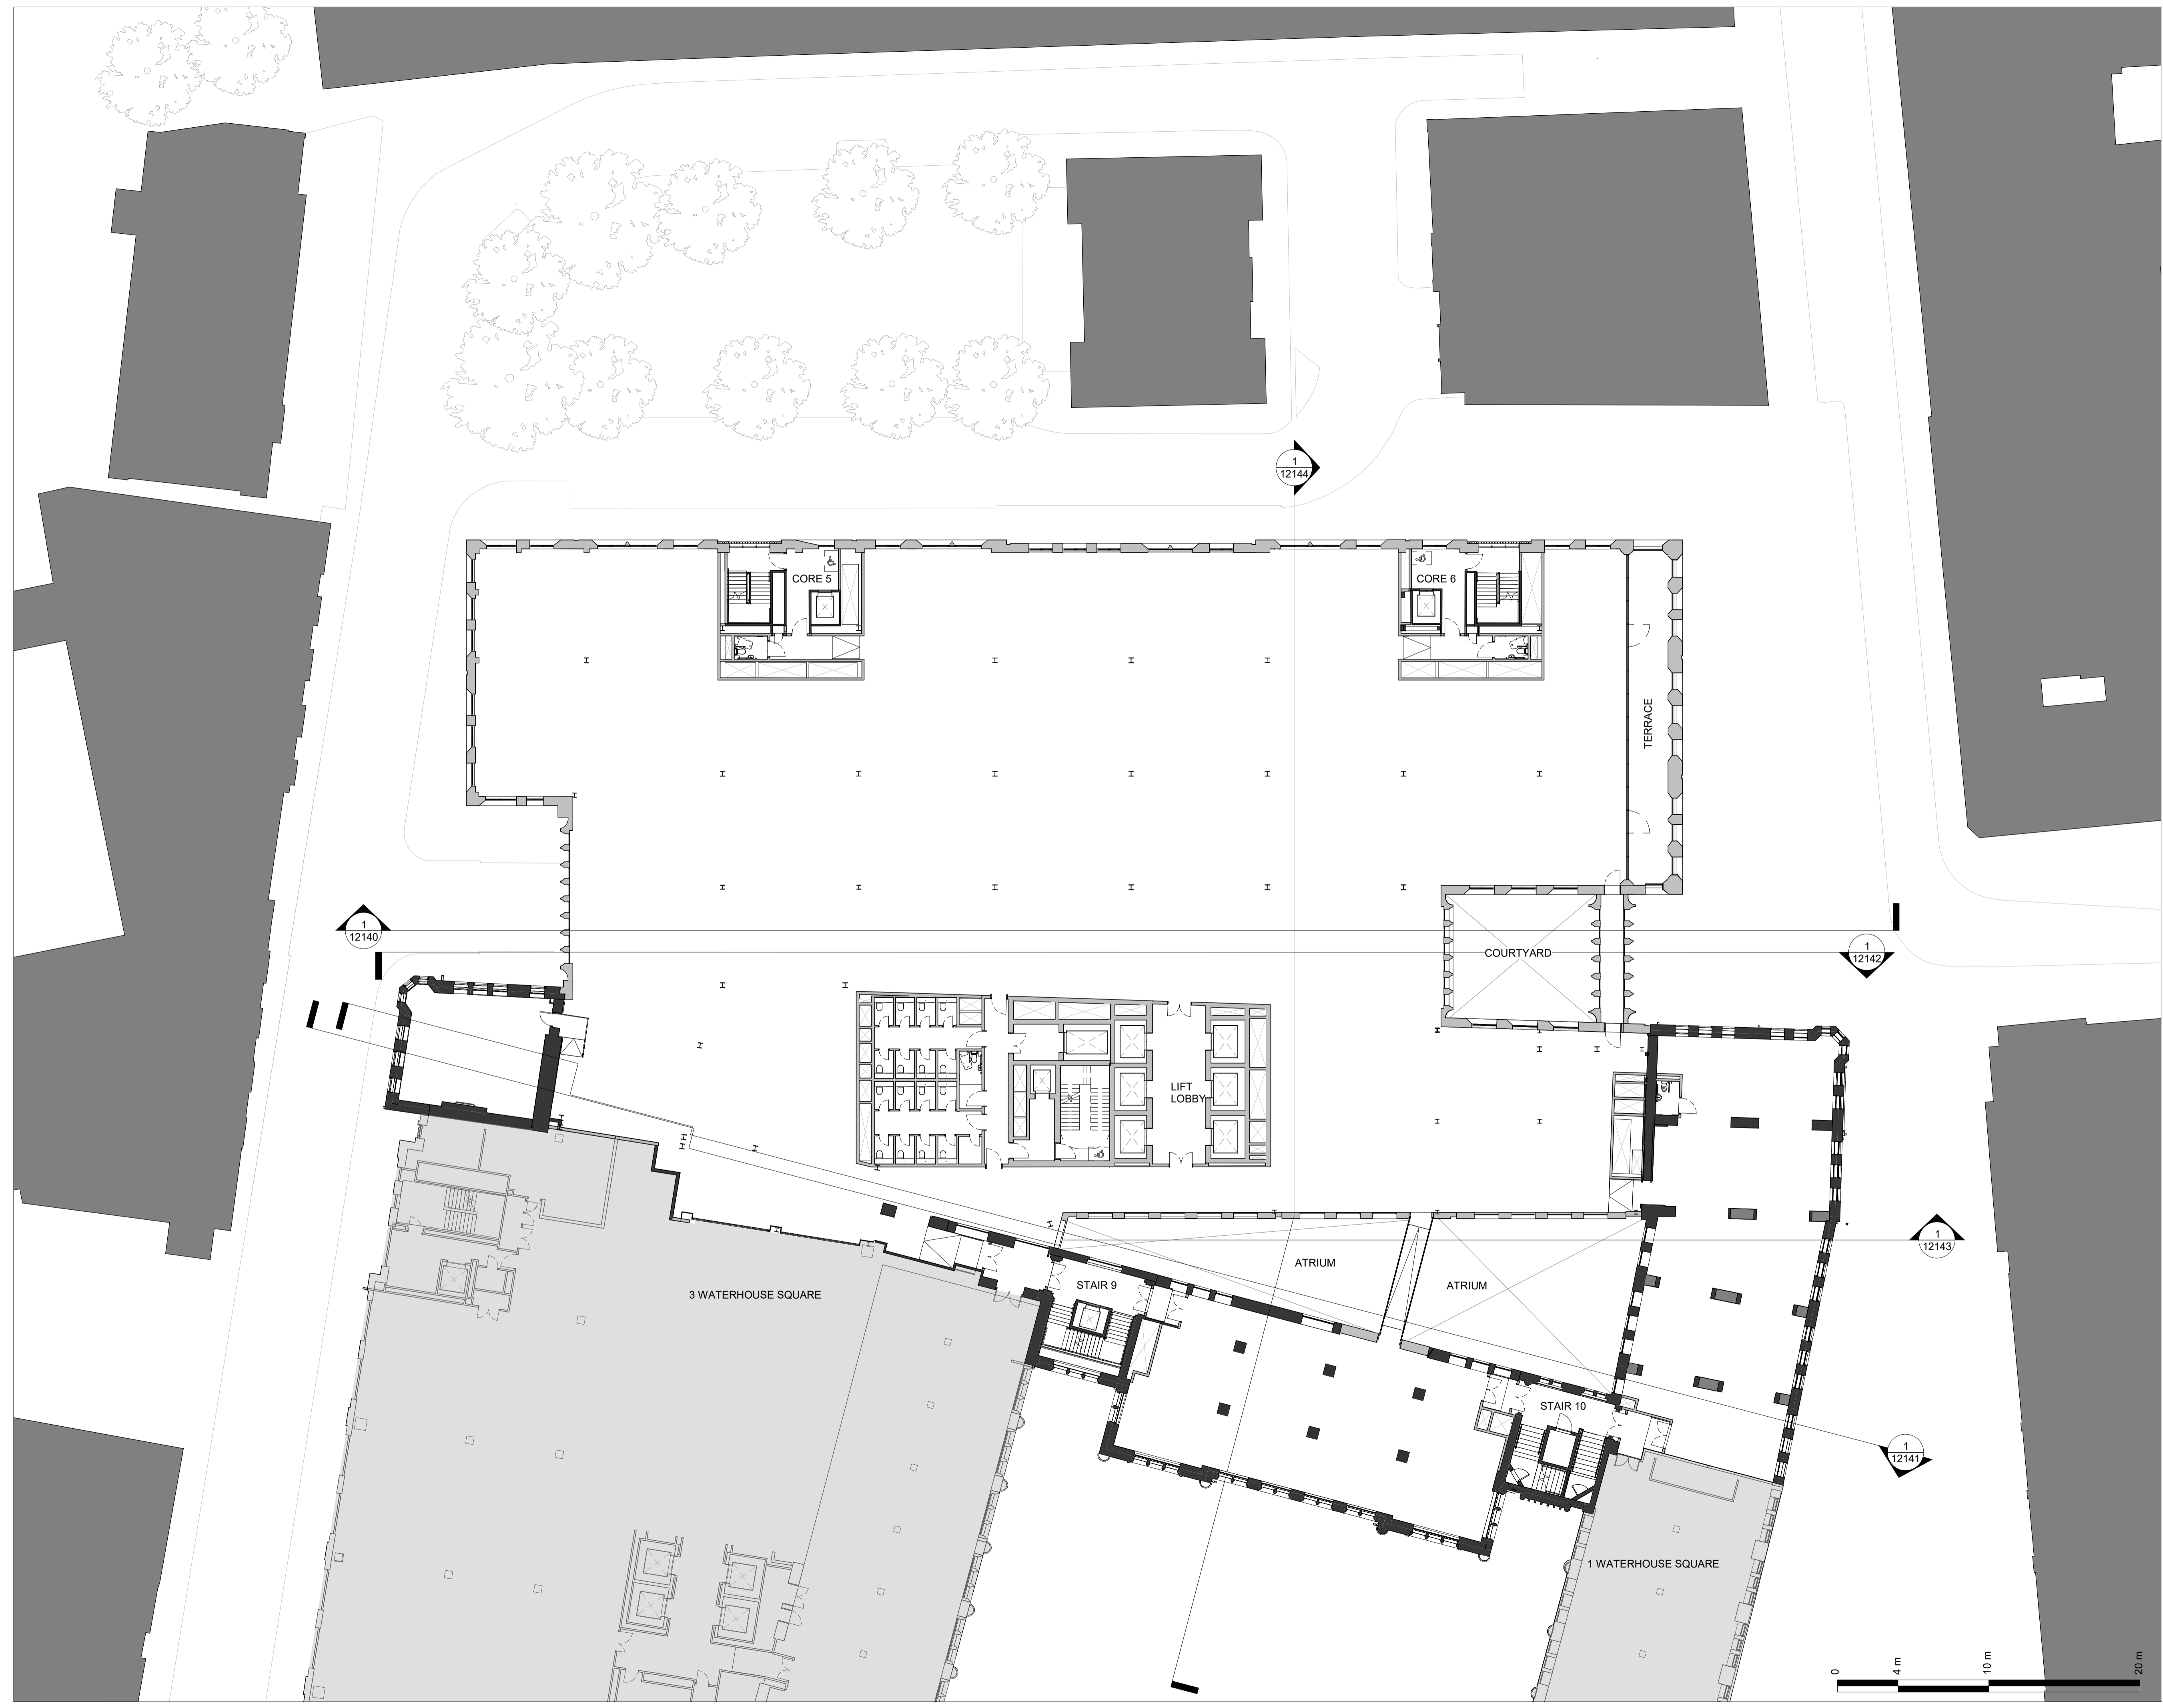 1
12144
CORE 5
CORE 6
TERRACE
1
12140
COURTYARD
1
12142
LIFT
LOBBY
1
12143
ATRIUM
STAIR 9
ATRIUM
3 WATERHOUSE SQUARE
STAIR 10
1
12141
1 WATERHOUSE SQUARE
0
4 m
10 m
20 m